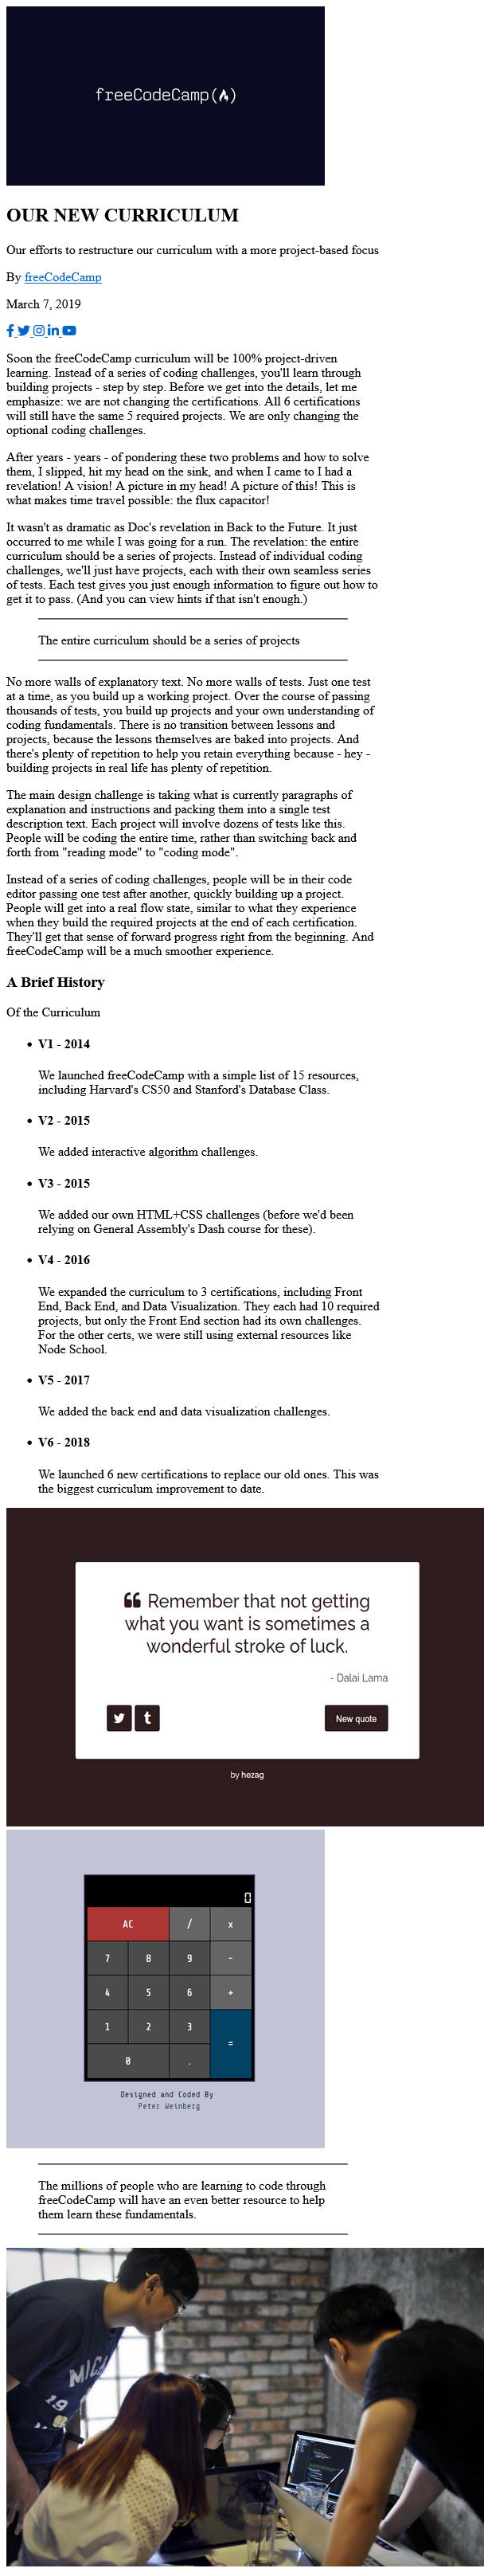 freeCodeCamp(🔥)
OUR NEW CURRICULUM
Our efforts to restructure our curriculum with a more project-based focus
By freeCodeCamp
March 7, 2019
Soon the freeCodeCamp curriculum will be 100% project-driven
learning. Instead of a series of coding challenges, you'll learn through
building projects - step by step. Before we get into the details, let me
emphasize: we are not changing the certifications. All 6 certifications
will still have the same 5 required projects. We are only changing the
optional coding challenges.
After years - years - of pondering these two problems and how to solve
them, I slipped, hit my head on the sink, and when I came to I had a
revelation! A vision! A picture in my head! A picture of this! This is
what makes time travel possible: the flux capacitor!
It wasn't as dramatic as Doc's revelation in Back to the Future. It just
occurred to me while I was going for a run. The revelation: the entire
curriculum should be a series of projects. Instead of individual coding
challenges, we'll just have projects, each with their own seamless series
of tests. Each test gives you just enough information to figure out how to
get it to pass. (And you can view hints if that isn't enough.)
The entire curriculum should be a series of projects
No more walls of explanatory text. No more walls of tests. Just one test
at a time, as you build up a working project. Over the course of passing
thousands of tests, you build up projects and your own understanding of
coding fundamentals. There is no transition between lessons and
projects, because the lessons themselves are baked into projects. And
there's plenty of repetition to help you retain everything because - hey -
building projects in real life has plenty of repetition.
The main design challenge is taking what is currently paragraphs of
explanation and instructions and packing them into a single test
description text. Each project will involve dozens of tests like this.
People will be coding the entire time, rather than switching back and
forth from "reading mode" to "coding mode".
Instead of a series of coding challenges, people will be in their code
editor passing one test after another, quickly building up a project.
People will get into a real flow state, similar to what they experience
when they build the required projects at the end of each certification.
They'll get that sense of forward progress right from the beginning. And
freeCodeCamp will be a much smoother experience.
A Brief History
Of the Curriculum
• V1 - 2014
We launched freeCodeCamp with a simple list of 15 resources,
including Harvard's CS50 and Stanford's Database Class.
• V2 - 2015
We added interactive algorithm challenges.
• V3 - 2015
We added our own HTML+CSS challenges (before we'd been
relying on General Assembly's Dash course for these).
• V4 - 2016
We expanded the curriculum to 3 certifications, including Front
End, Back End, and Data Visualization. They each had 10 required
projects, but only the Front End section had its own challenges.
For the other certs, we were still using external resources like
Node School.
• V5 - 2017
We added the back end and data visualization challenges.
• V6 - 2018
We launched 6 new certifications to replace our old ones. This was
the biggest curriculum improvement to date.
“ Remember that not getting
what you want is sometimes a
wonderful stroke of luck.
- Dalai Lama
New quote
by hezag
0
AC / x
7 8 9 -
4 5 6 +
1 2 3 =
0 .
Designed and Coded By
Peter Weinberg
The millions of people who are learning to code through
freeCodeCamp will have an even better resource to help
them learn these fundamentals.
MICH
19